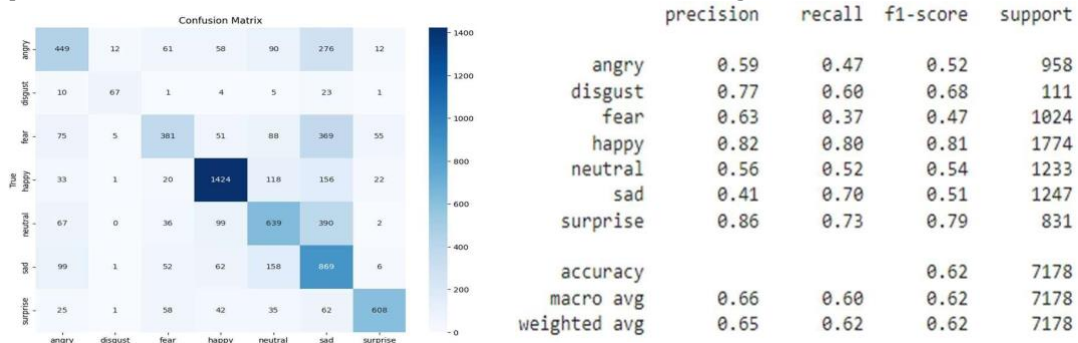 Confusion Matrix
angry 449 12 61 58 90 276 12
disgust 10 67 1 4 5 23 1
fear 75 5 381 51 88 369 55
True
happy 33 1 20 1424 118 156 22
neutral 67 0 36 99 639 390 2
sad 99 1 52 62 158 869 6
surprise 25 1 58 42 35 62 608
angry disgust fear happy neutral sad surprise
1400
1200
1000
800
600
400
200
0
precision recall f1-score support
angry 0.59 0.47 0.52 958
disgust 0.77 0.60 0.68 111
fear 0.63 0.37 0.47 1024
happy 0.82 0.80 0.81 1774
neutral 0.56 0.52 0.54 1233
sad 0.41 0.70 0.51 1247
surprise 0.86 0.73 0.79 831
accuracy 0.62 7178
macro avg 0.66 0.60 0.62 7178
weighted avg 0.65 0.62 0.62 7178